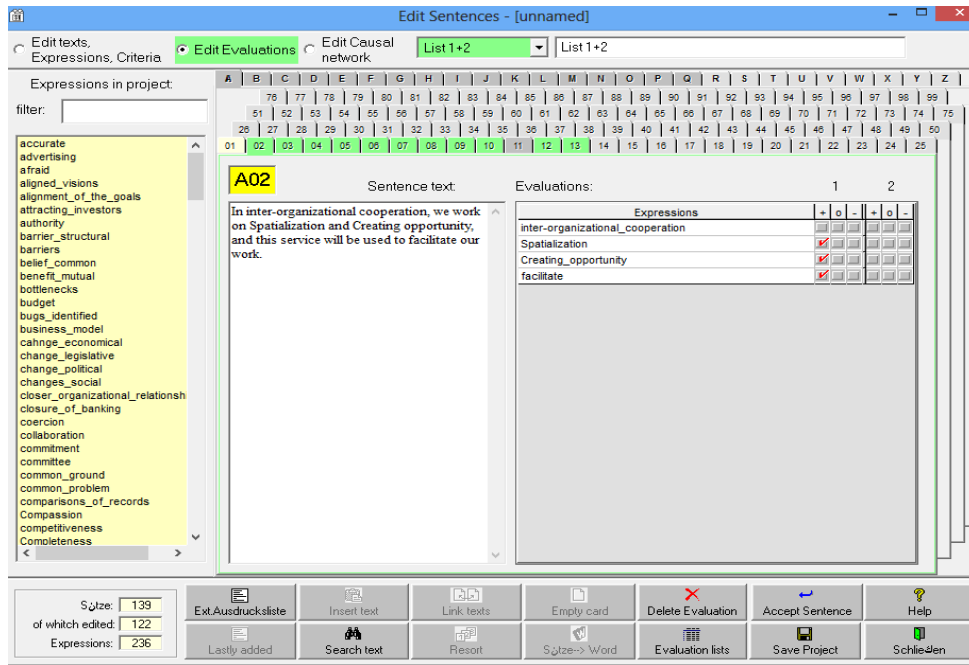 Edit Sentences - [unnamed]
Edit texts,
Expressions, Criteria
Edit Evaluations
Edit Causal
network
List 1+2
List 1+2
Expressions in project:
filter:
accurate
advertising
afraid
aligned_visions
alignment_of_the_goals
attracting_investors
authority
barrier_structural
barriers
belief_common
benefit_mutual
bottlenecks
budget
bugs_identified
business_model
cahnge_economical
change_legislative
change_political
changes_social
closer_organizational_relationsh
closure_of_banking
coercion
collaboration
commitment
committee
common_ground
common_problem
comparisons_of_records
Compassion
competitiveness
Completeness
A B C D E F G H I J K L M N O P Q R S T U V W X Y Z
76 77 78 79 80 81 82 83 84 85 86 87 88 89 90 91 92 93 94 95 96 97 98 99
51 52 53 54 55 56 57 58 59 60 61 62 63 64 65 66 67 68 69 70 71 72 73 74 75
26 27 28 29 30 31 32 33 34 35 36 37 38 39 40 41 42 43 44 45 46 47 48 49 50
01 02 03 04 05 06 07 08 09 10 11 12 13 14 15 16 17 18 19 20 21 22 23 24 25
A02
Sentence text:
In inter-organizational cooperation, we work
on Spatialization and Creating opportunity,
and this service will be used to facilitate our
work.
Evaluations:
1 2
Expressions + o - + o -
inter-organizational_cooperation
Spatialization
Creating_opportunity
facilitate
Sنtze: 139
of whitch edited: 122
Expressions: 236
Ext.Ausdrucksliste
Insert text
Link texts
Empty card
Delete Evaluation
Accept Sentence
Help
Lastly added
Search text
Resort
Sنtze--> Word
Evaluation lists
Save Project
Schlieكen